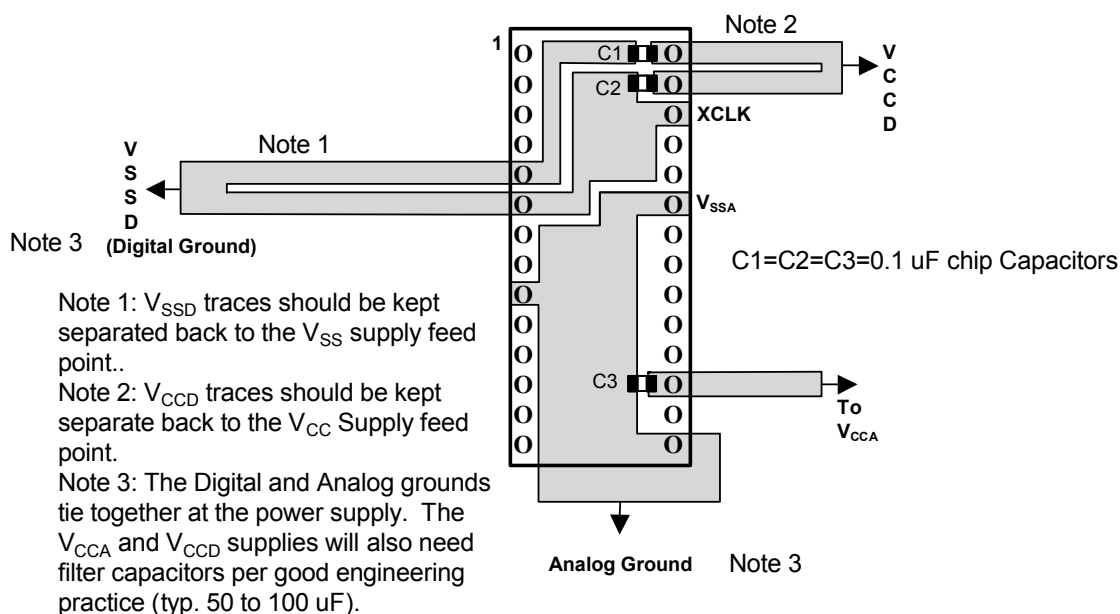 Note 2
1
C1
C2
V
C
C
D
XCLK
Note 1
V
S
S
D
(Digital Ground)
Note 3
VSSA
C1=C2=C3=0.1 uF chip Capacitors
Note 1: VSSD traces should be kept
separated back to the VSS supply feed
point..
Note 2: VCCD traces should be kept
separate back to the VCC Supply feed
point.
Note 3: The Digital and Analog grounds
tie together at the power supply.  The
VCCA and VCCD supplies will also need
filter capacitors per good engineering
practice (typ. 50 to 100 uF).
C3
To
VCCA
Analog Ground
Note 3